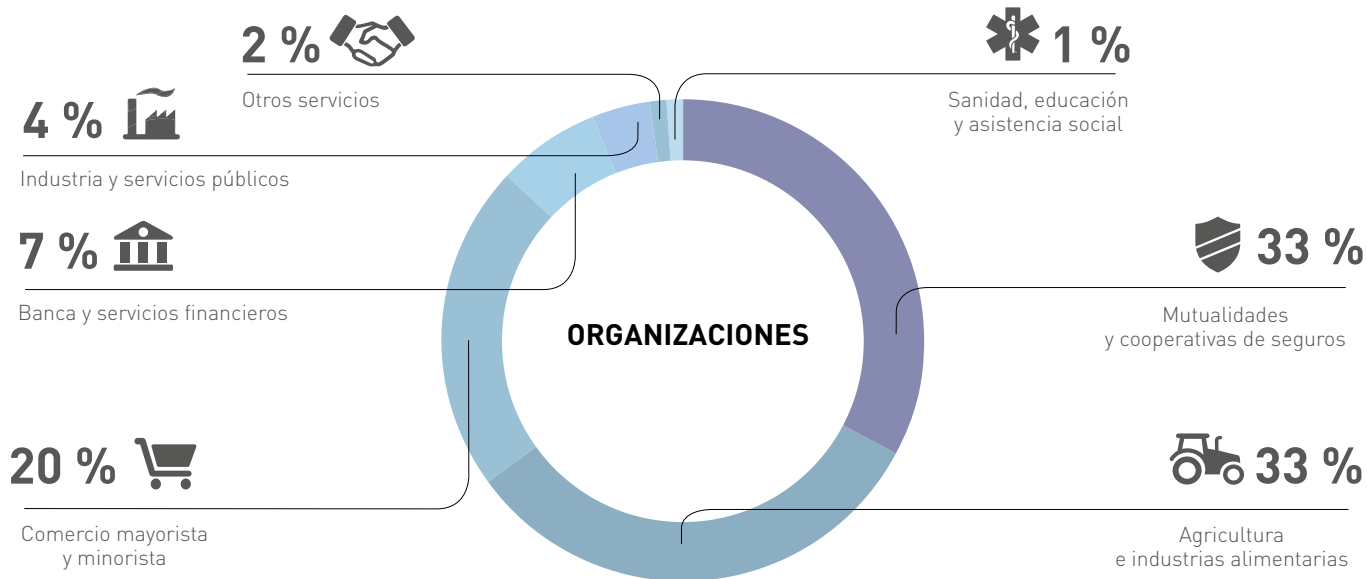 2 %
Otros servicios
1 %
Sanidad, educación
y asistencia social
4 %
Industria y servicios públicos
7 %
Banca y servicios financieros
33 %
Mutualidades
y cooperativas de seguros
ORGANIZACIONES
20 %
Comercio mayorista
y minorista
33 %
Agricultura
e industrias alimentarias